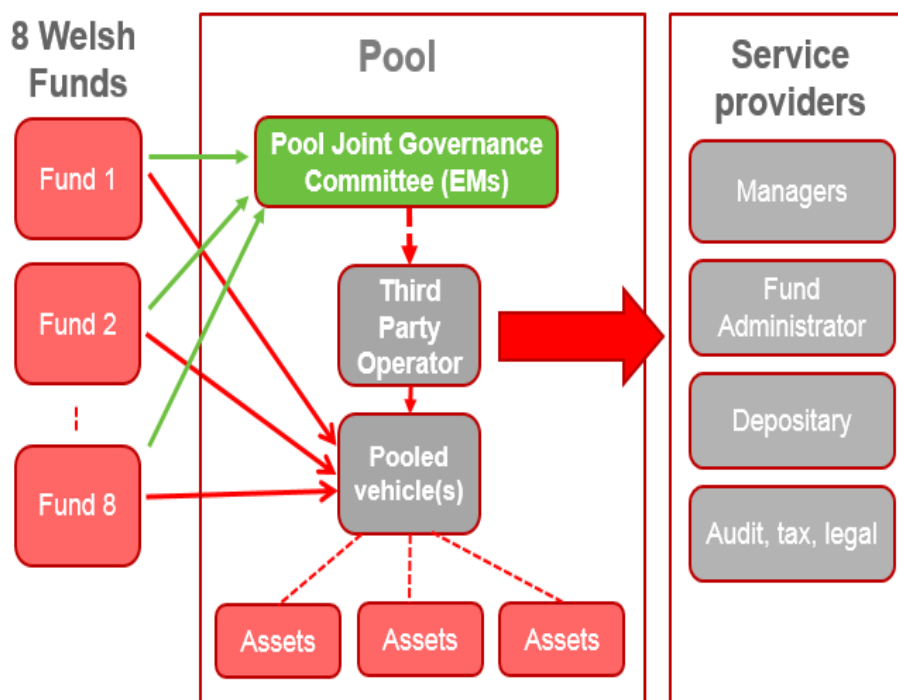 8 Welsh
Funds
Fund 1
Fund 2
Fund 8
Pool
Pool Joint Governance
Committee (EMs)
Third
Party
Operator
Pooled
vehicle(s)
Assets
Assets
Assets
Service
providers
Managers
Fund
Administrator
Depositary
Audit, tax, legal